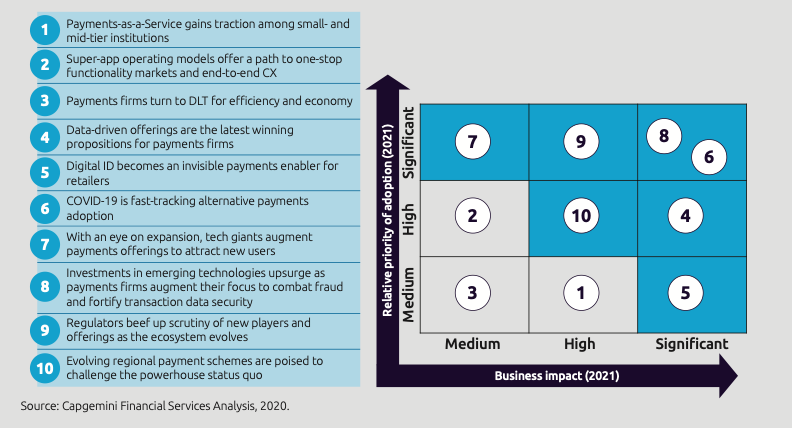 1 Payments-as-a-Service gains traction among small- and
mid-tier institutions
2 Super-app operating models offer a path to one-stop
functionality markets and end-to-end CX
3 Payments firms turn to DLT for efficiency and economy
4 Data-driven offerings are the latest winning
propositions for payments firms
5 Digital ID becomes an invisible payments enabler for
retailers
6 COVID-19 is fast-tracking alternative payments
adoption
7 With an eye on expansion, tech giants augment
payments offerings to attract new users
8 Investments in emerging technologies upsurge as
payments firms augment their focus to combat fraud
and fortify transaction data security
9 Regulators beef up scrutiny of new players and
offerings as the ecosystem evolves
10 Evolving regional payment schemes are poised to
challenge the powerhouse status quo
Relative priority of adoption (2021)
Significant
7 9 8 6
High
2 10 4
Medium
3 1 5
Medium High Significant
Business impact (2021)
Source: Capgemini Financial Services Analysis, 2020.